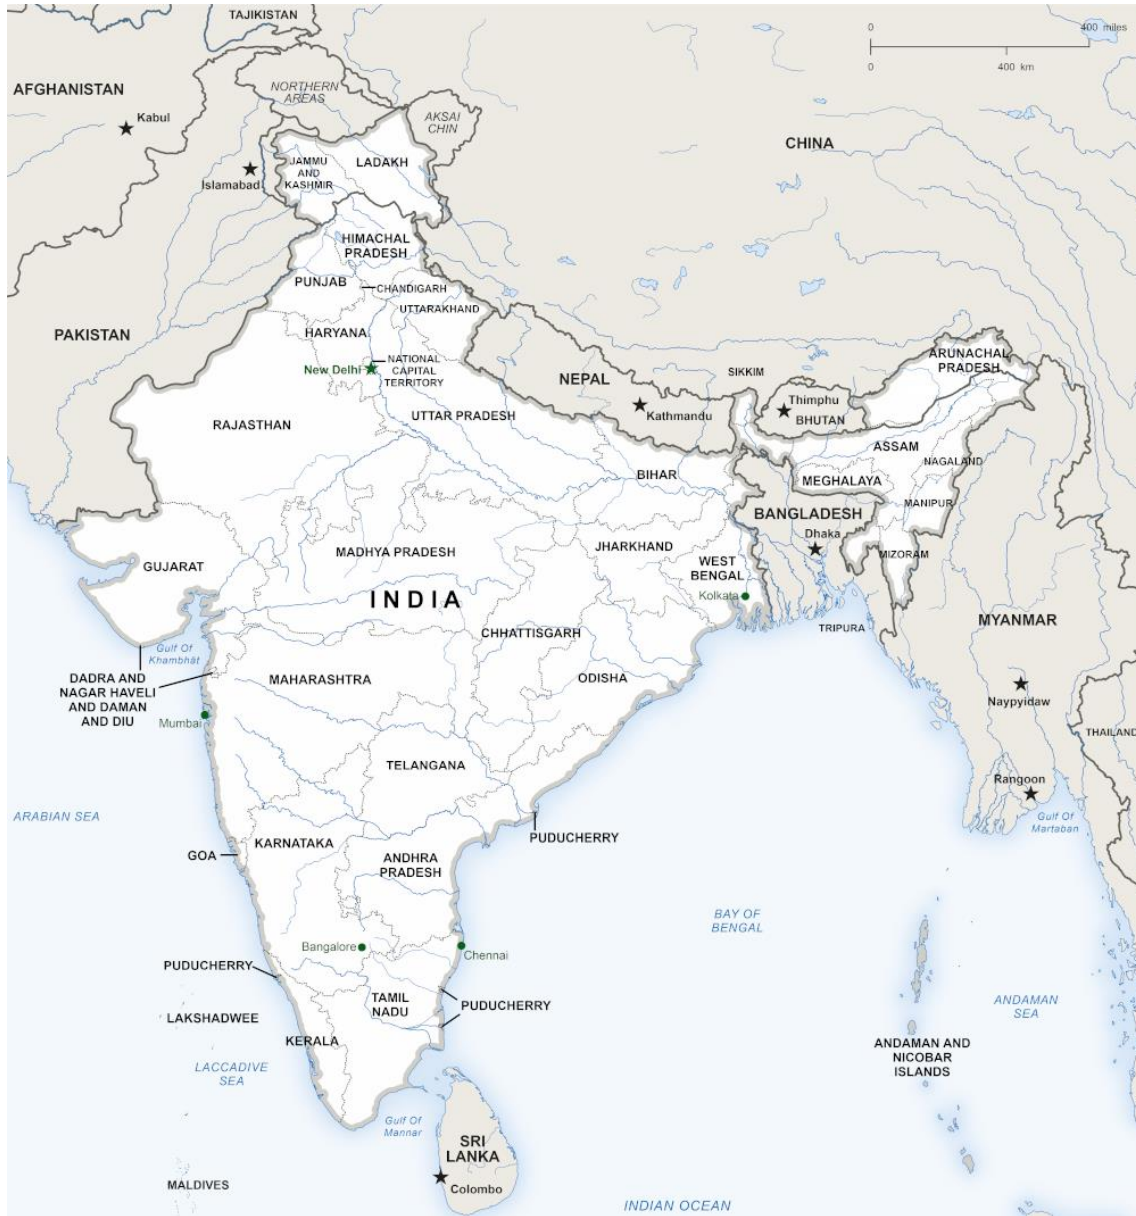 TAJIKISTAN
0 400 miles
0 400 km
AFGHANISTAN
NORTHERN
AREAS
Kabul
AKSAI
CHIN
CHINA
JAMMU
AND
KASHMIR
LADAKH
Islamabad
HIMACHAL
PRADESH
PUNJAB
CHANDIGARH
UTTARAKHAND
PAKISTAN
HARYANA
New Delhi
NATIONAL
CAPITAL
TERRITORY
NEPAL
SIKKIM
ARUNACHAL
PRADESH
Thimphu
BHUTAN
Kathmandu
RAJASTHAN
UTTAR PRADESH
ASSAM
NAGALAND
BIHAR
MEGHALAYA
MANIPUR
BANGLADESH
Dhaka
MADHYA PRADESH
JHARKHAND
MIZORAM
GUJARAT
WEST
BENGAL
Kolkata
INDIA
CHHATTISGARH
TRIPURA
MYANMAR
Gulf Of
Khambhāt
DADRA AND
NAGAR HAVELI
AND DAMAN
AND DIU
MAHARASHTRA
ODISHA
Naypyidaw
Mumbai
THAILAND
TELANGANA
Rangoon
Gulf Of
Martaban
ARABIAN SEA
PUDUCHERRY
KARNATAKA
GOA
ANDHRA
PRADESH
BAY OF
BENGAL
Bangalore
Chennai
PUDUCHERRY
TAMIL
NADU
PUDUCHERRY
ANDAMAN
SEA
LAKSHADWEE
KERALA
ANDAMAN AND
NICOBAR
ISLANDS
LACCADIVE
SEA
Gulf Of
Mannar
SRI
LANKA
Colombo
MALDIVES
INDIAN OCEAN